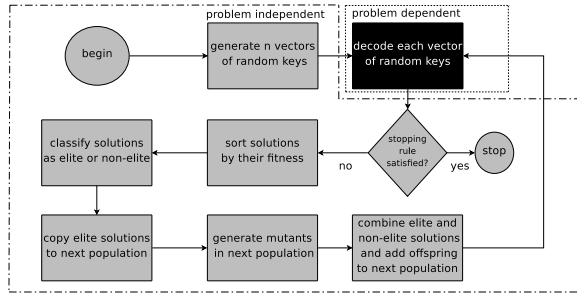 problem independent
problem dependent
begin
generate n vectors
of random keys
decode each vector
of random keys
stopping
rule
satisfied?
no
yes
stop
sort solutions
by their fitness
classify solutions
as elite or non-elite
copy elite solutions
to next population
generate mutants
in next population
combine elite and
non-elite solutions
and add offspring
to next population